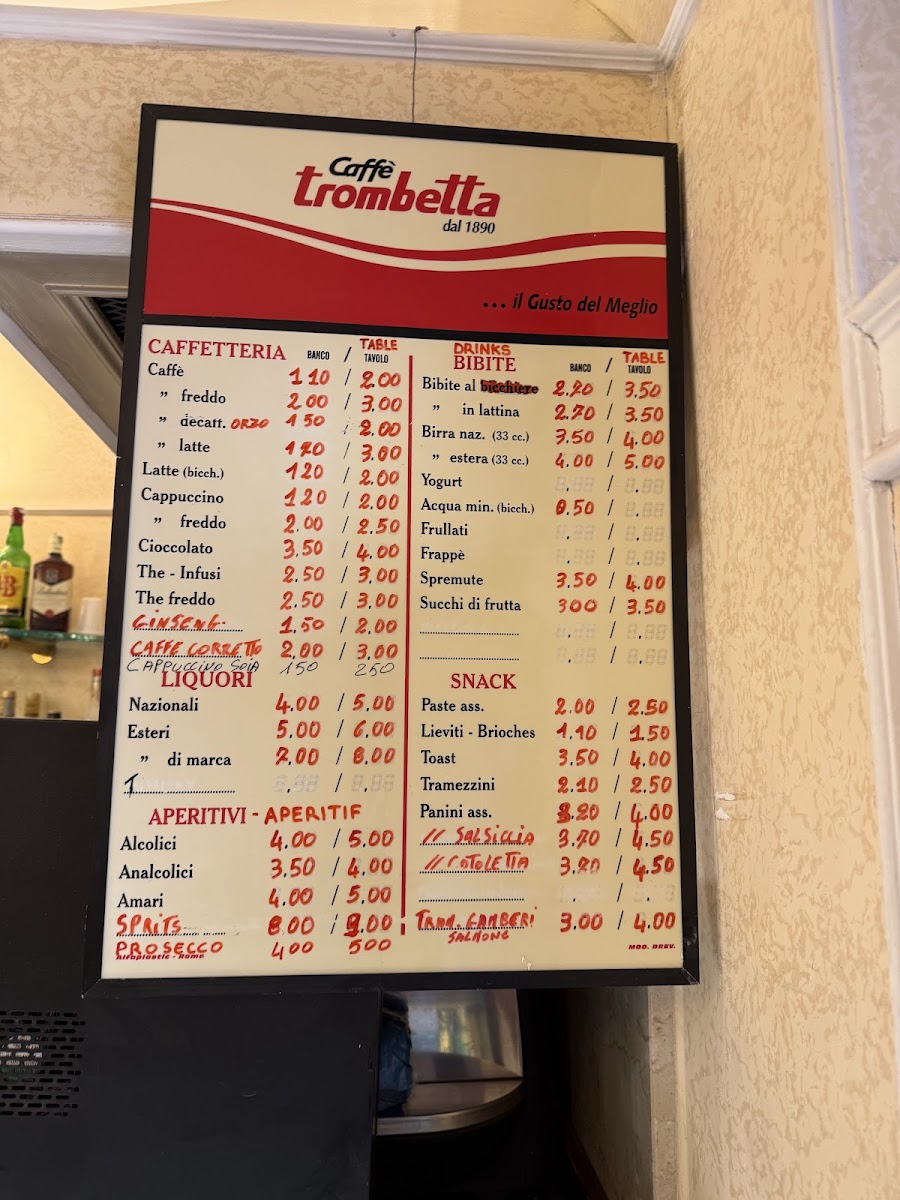 Caffè
trombetta
dal 1890
... il Gusto del Meglio
CAFFETTERIA BANCO / TABLE TAVOLO
Caffè 1 10 / 2.00
" freddo 2 00 / 3.00
" decaff. ORZO 1 50 / 2.00
" latte 1 70 / 3.00
Latte (bicch.) 1 20 / 2.00
Cappuccino 1 20 / 2.00
" freddo 2.00 / 2.50
Cioccolato 3.50 / 4.00
The - Infusi 2.50 / 3.00
The freddo 2.50 / 3.00
GINSENG 1.50 / 2.00
CAFFE CORRETTO 2.00 / 3.00
CAPPUCCINO SOIA 150 250
LIQUORI
Nazionali 4.00 / 5.00
Esteri 5.00 / 6.00
" di marca 7.00 / 8.00
APERITIVI - APERITIF
Alcolici 4.00 / 5.00
Analcolici 3.50 / 4.00
Amari 4.00 / 5.00
SPRITS 8.00 / 9.00
PROSECCO 400 500
Alfaplastic - Roma
DRINKS
BIBITE BANCO / TABLE TAVOLO
Bibite al bicchiere 2.70 / 3.50
" in lattina 2.70 / 3.50
Birra naz. (33 cc.) 3.50 / 4.00
" estera (33 cc.) 4.00 / 5.00
Yogurt
Acqua min. (bicch.) 0.50 /
Frullati
Frappè
Spremute 3.50 / 4.00
Succhi di frutta 300 / 3.50
SNACK
Paste ass. 2.00 / 2.50
Lieviti - Brioches 1.10 / 1.50
Toast 3.50 / 4.00
Tramezzini 2.10 / 2.50
Panini ass. 3.20 / 4.00
// SALSICCIA 3.70 / 4.50
// COTOLETTA 3.70 / 4.50
TRAM. GAMBERI 3.00 / 4.00
SALMONE
MOD. BREV.